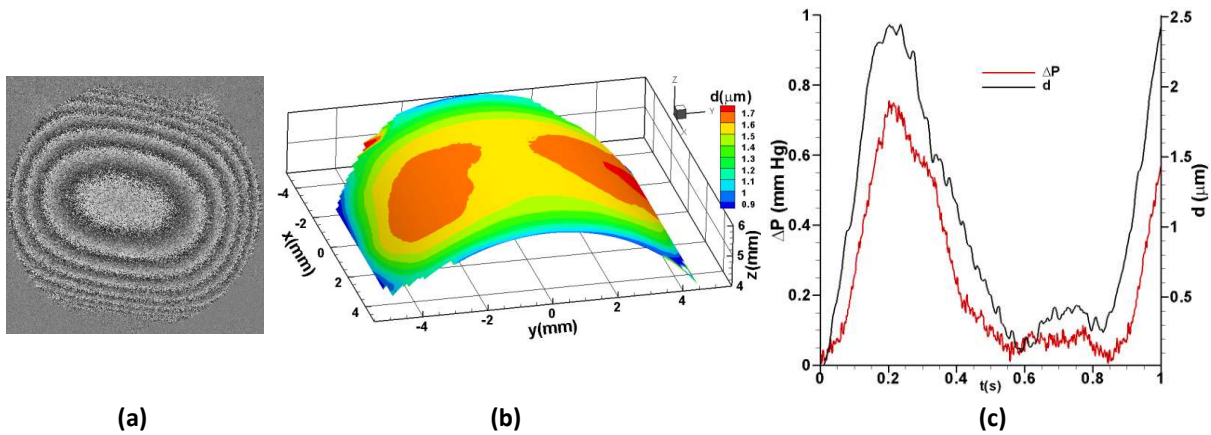 d(μm)
1.7
1.6
1.5
1.4
1.3
1.2
1.1
1
0.9
Z
Y
X
-4
-2
0
2
4
x(mm)
-4
-2
0
2
4
y(mm)
6
5
4
z(mm)
1
0.8
0.6
0.4
0.2
0
ΔP (mm Hg)
ΔP
d
2.5
2
1.5
1
0.5
d (μm)
0
0.2
0.4
0.6
0.8
1
t(s)
(a)
(b)
(c)